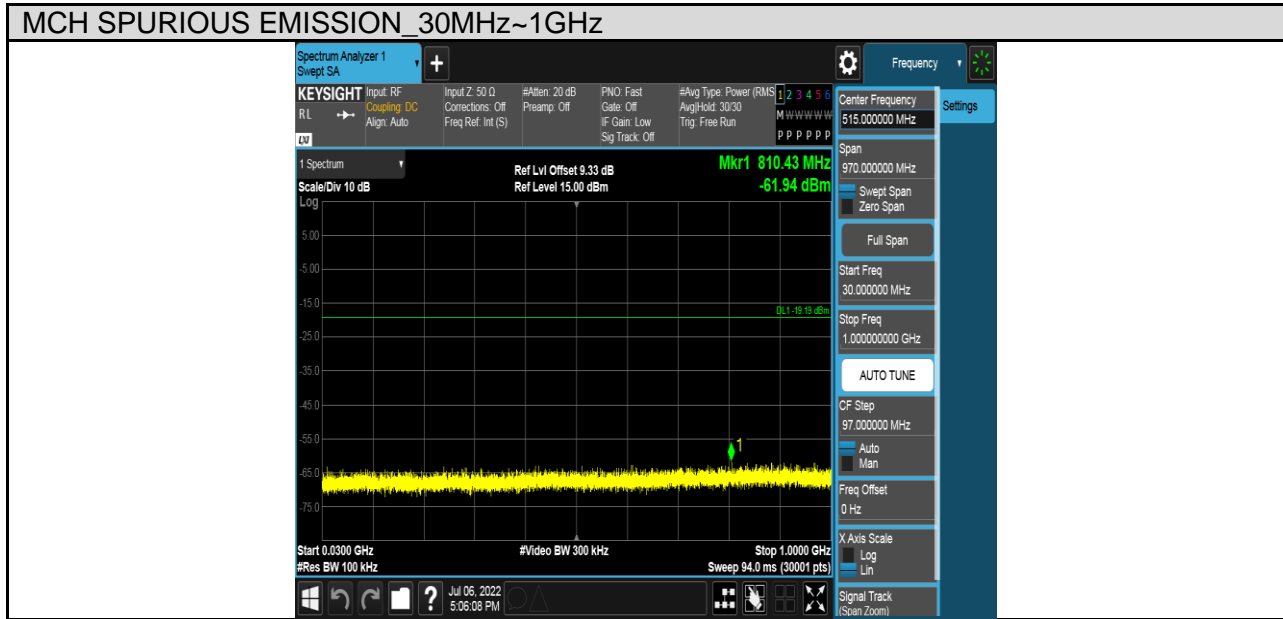 MCH SPURIOUS EMISSION_30MHz~1GHz
Spectrum Analyzer 1
Swept SA
Frequency
KEYSIGHT
RL
LXI
Input: RF
Coupling: DC
Align: Auto
Input Z: 50 Ω
Corrections: Off
Freq Ref: Int (S)
#Atten: 20 dB
Preamp: Off
PNO: Fast
Gate: Off
IF Gain: Low
Sig Track: Off
#Avg Type: Power (RMS
Avg|Hold: 30/30
Trig: Free Run
1 2 3 4 5 6
M W W W W W
P P P P P P
1 Spectrum
Scale/Div 10 dB
Log
Ref Lvl Offset 9.33 dB
Ref Level 15.00 dBm
Mkr1 810.43 MHz
-61.94 dBm
5.00
-5.00
-15.0
DL1 -19.19 dBm
-25.0
-35.0
-45.0
-55.0
1
-65.0
-75.0
Start 0.0300 GHz
#Res BW 100 kHz
#Video BW 300 kHz
Stop 1.0000 GHz
Sweep 94.0 ms (30001 pts)
Center Frequency
515.000000 MHz
Settings
Span
970.000000 MHz
Swept Span
Zero Span
Full Span
Start Freq
30.000000 MHz
Stop Freq
1.000000000 GHz
AUTO TUNE
CF Step
97.000000 MHz
Auto
Man
Freq Offset
0 Hz
X Axis Scale
Log
Lin
Signal Track
(Span Zoom)
?
Jul 06, 2022
5:06:08 PM